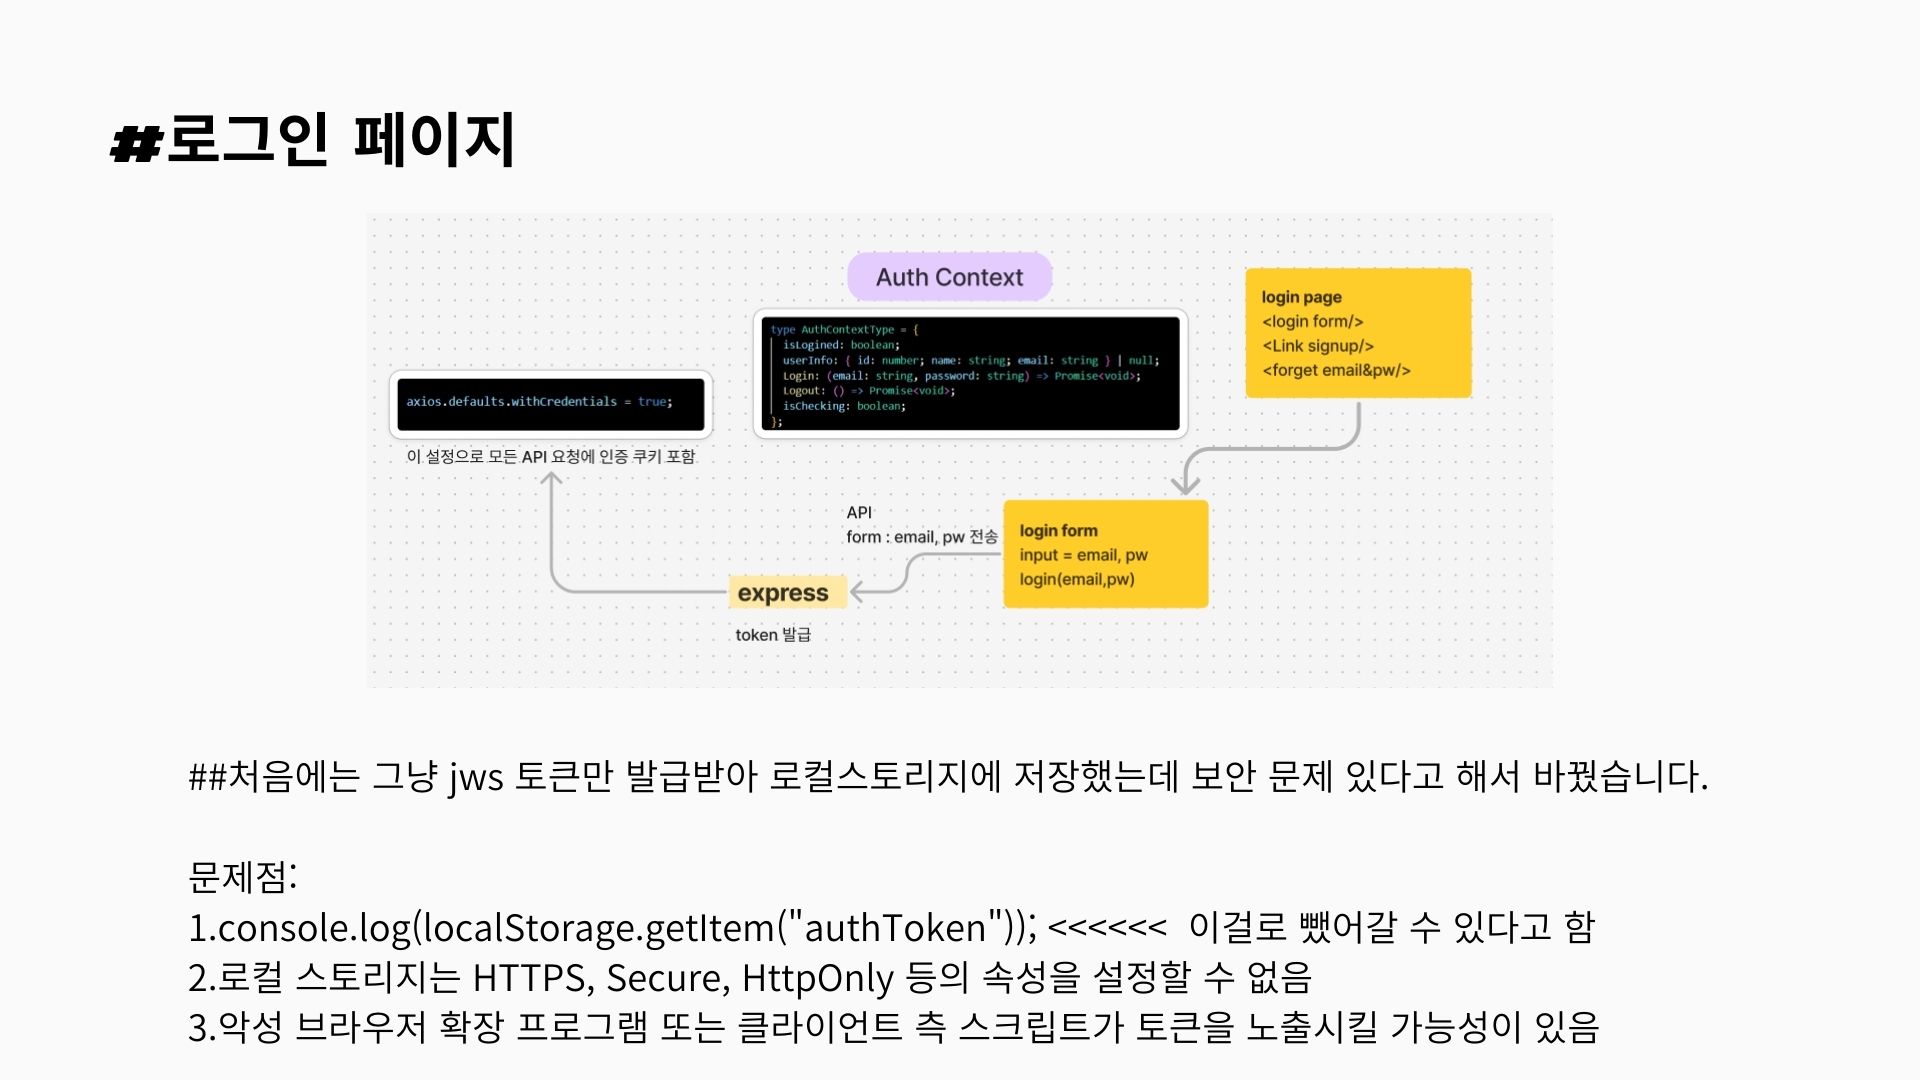 #로그인 페이지
Auth Context
type AuthContextType = {
isLogined: boolean;
userInfo: { id: number; name: string; email: string } | null;
Login: (email: string, password: string) => Promise<void>;
Logout: () => Promise<void>;
isChecking: boolean;
};
login page
<login form/>
<Link signup/>
<forget email&pw/>
axios.defaults.withCredentials = true;
이 설정으로 모든 API 요청에 인증 쿠키 포함
API
form : email, pw 전송
login form
input = email, pw
login(email,pw)
express
token 발급
##처음에는 그냥 jws 토큰만 발급받아 로컬스토리지에 저장했는데 보안 문제 있다고 해서 바꿨습니다.
문제점:
1.console.log(localStorage.getItem("authToken")); <<<<<< 이걸로 뺐어갈 수 있다고 함
2.로컬 스토리지는 HTTPS, Secure, HttpOnly 등의 속성을 설정할 수 없음
3.악성 브라우저 확장 프로그램 또는 클라이언트 측 스크립트가 토큰을 노출시킬 가능성이 있음